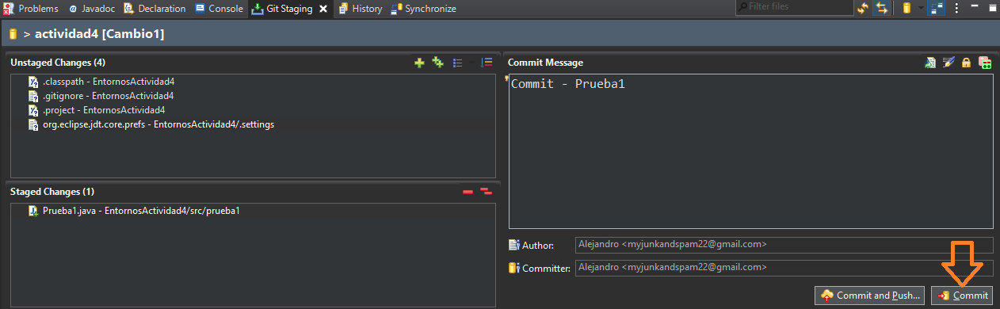 Problems @ Javadoc Declaration Console Git Staging History Synchronize Filter files
> actividad4 [Cambio1]
Unstaged Changes (4)
.classpath - EntornosActividad4
.gitignore - EntornosActividad4
.project - EntornosActividad4
org.eclipse.jdt.core.prefs - EntornosActividad4/.settings
Staged Changes (1)
Prueba1.java - EntornosActividad4/src/prueba1
Commit Message
Commit - Prueba1
Author: Alejandro <myjunkandspam22@gmail.com>
Committer: Alejandro <myjunkandspam22@gmail.com>
Commit and Push... Commit